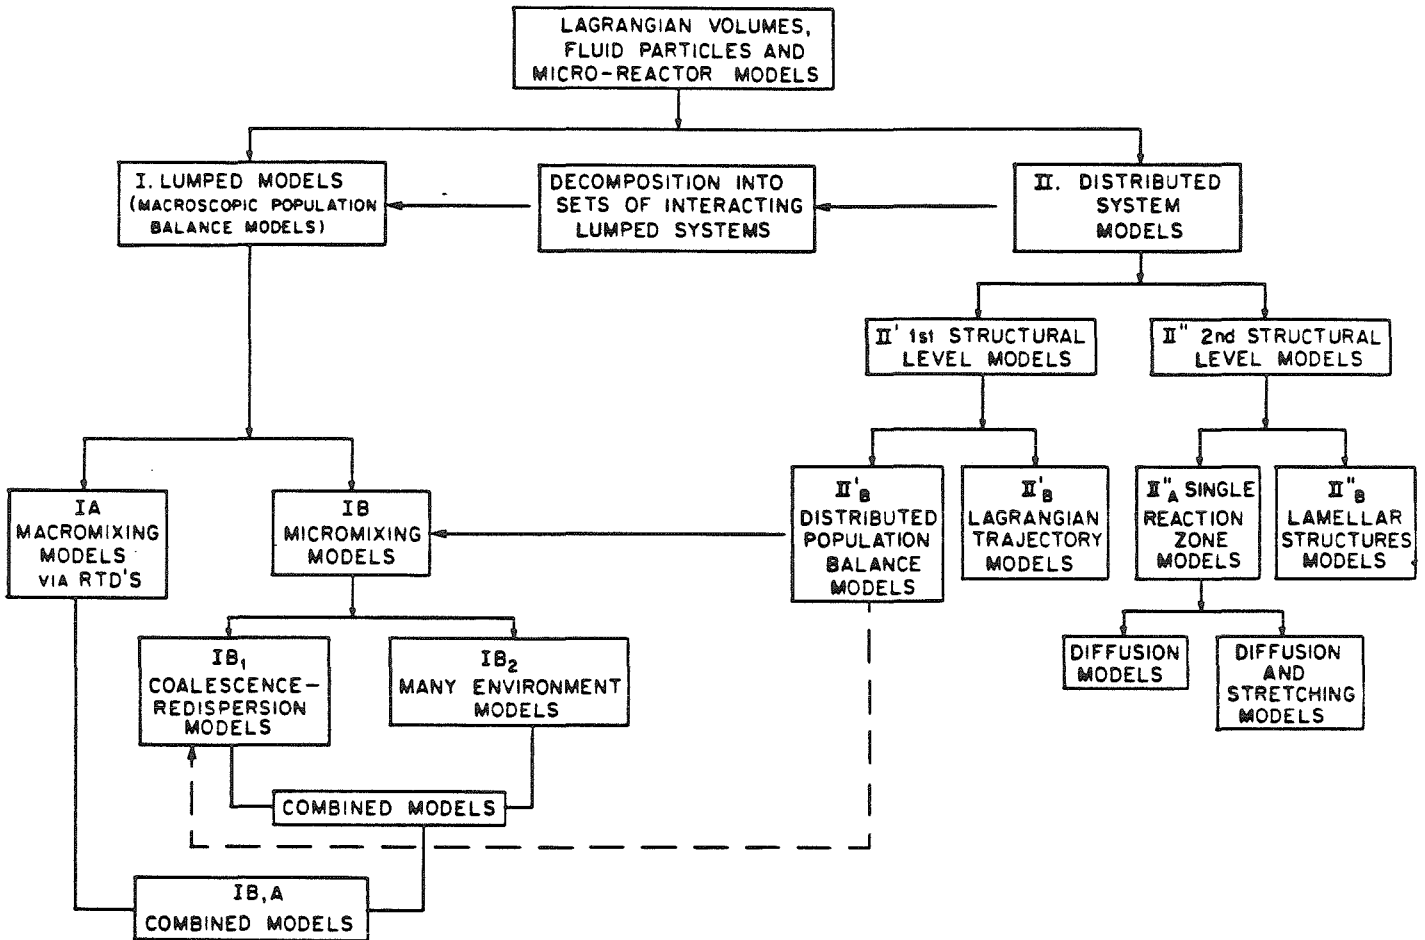 LAGRANGIAN VOLUMES,
FLUID PARTICLES AND
MICRO-REACTOR MODELS
I. LUMPED MODELS
(MACROSCOPIC POPULATION
BALANCE MODELS)
DECOMPOSITION INTO
SETS OF INTERACTING
LUMPED SYSTEMS
II. DISTRIBUTED
SYSTEM
MODELS
II' 1st STRUCTURAL
LEVEL MODELS
II" 2nd STRUCTURAL
LEVEL MODELS
IA
MACROMIXING
MODELS
VIA RTD'S
IB
MICROMIXING
MODELS
II'B
DISTRIBUTED
POPULATION
BALANCE
MODELS
II'B
LAGRANGIAN
TRAJECTORY
MODELS
II"A SINGLE
REACTION
ZONE
MODELS
II"B
LAMELLAR
STRUCTURES
MODELS
IB1
COALESCENCE-
REDISPERSION
MODELS
IB2
MANY ENVIRONMENT
MODELS
DIFFUSION
MODELS
DIFFUSION
AND
STRETCHING
MODELS
COMBINED MODELS
IB,A
COMBINED MODELS